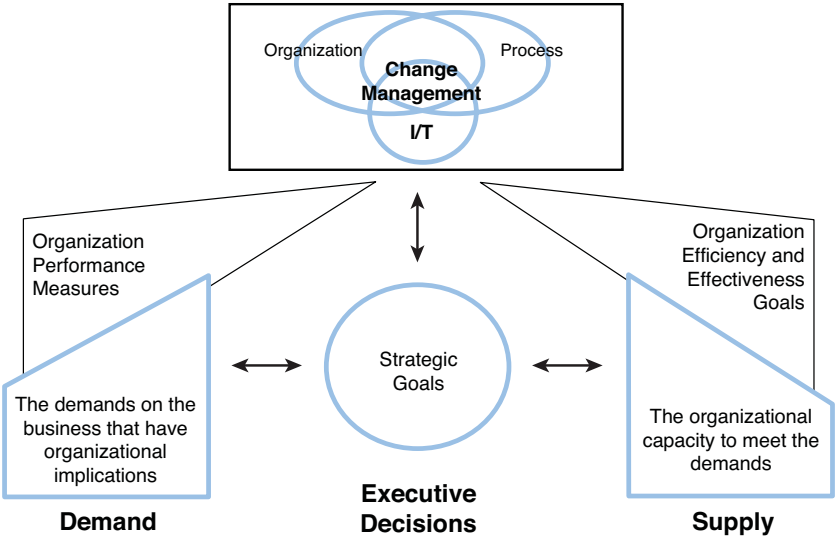 Organization
Process
Change
Management
I/T
Organization
Performance
Measures
Organization
Efficiency and
Effectiveness
Goals
Strategic
Goals
The demands on the
business that have
organizational
implications
The organizational
capacity to meet the
demands
Demand
Executive
Decisions
Supply